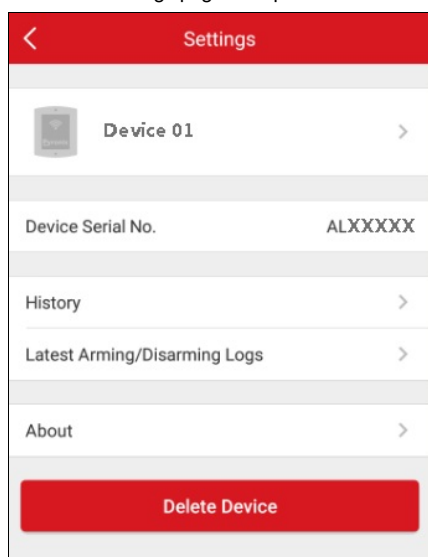 Settings
Device 01
Device Serial No. ALXXXXX
History
Latest Arming/Disarming Logs
About
Delete Device